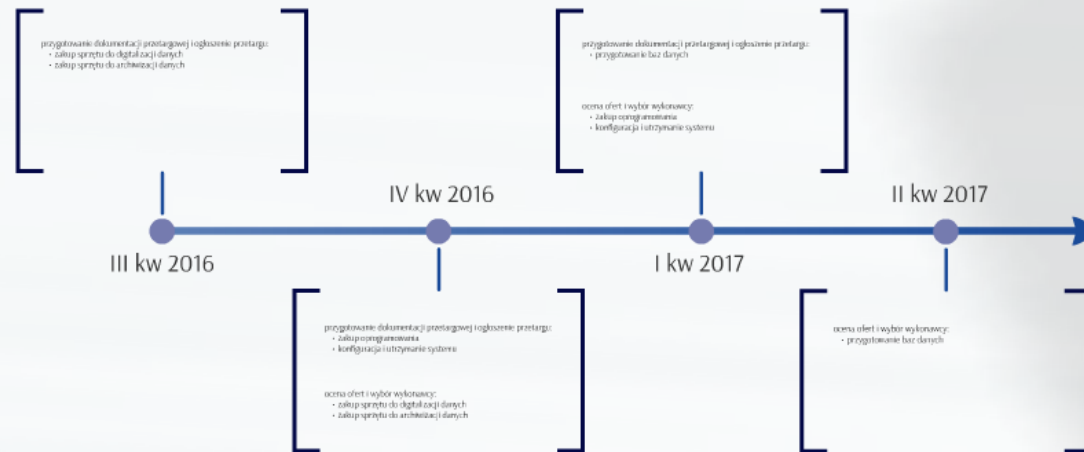 przygotowanie dokumentacji przetargowej i ogłoszenie przetargu:
• zakup sprzętu do digitalizacji danych
• zakup sprzętu do archiwizacji danych
III kw 2016
IV kw 2016
przygotowanie dokumentacji przetargowej i ogłoszenie przetargu:
• zakup oprogramowania
• konfiguracja i utrzymanie systemu
ocena ofert i wybór wykonawcy:
• zakup sprzętu do digitalizacji danych
• zakup sprzętu do archiwizacji danych
przygotowanie dokumentacji przetargowej i ogłoszenie przetargu:
• przygotowanie baz danych
ocena ofert i wybór wykonawcy:
• zakup oprogramowania
• konfiguracja i utrzymanie systemu
I kw 2017
II kw 2017
ocena ofert i wybór wykonawcy:
• przygotowanie baz danych